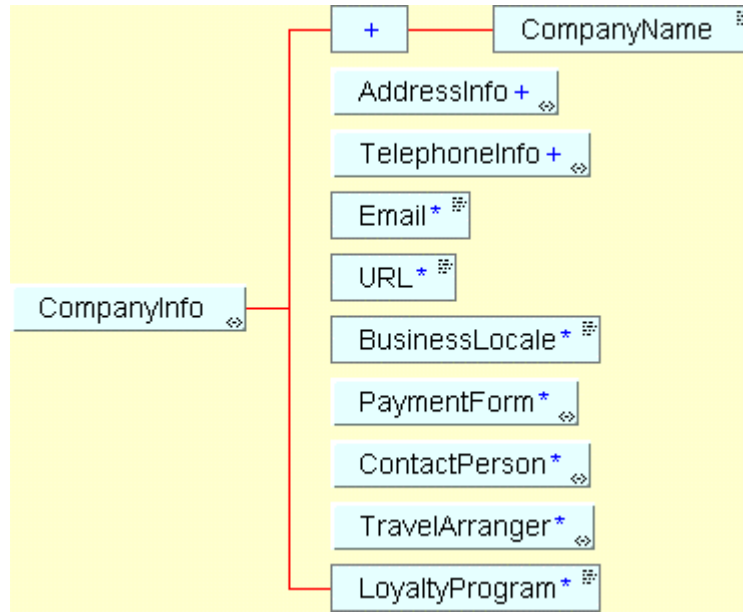 + CompanyName
AddressInfo +
TelephoneInfo +
Email *
URL *
CompanyInfo
BusinessLocale *
PaymentForm *
ContactPerson *
TravelArranger *
LoyaltyProgram *